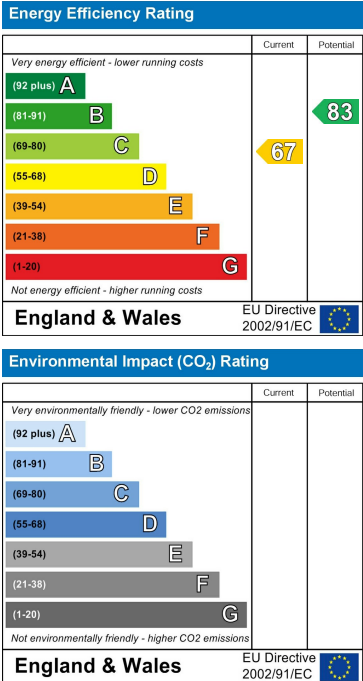 Energy Efficiency Rating
Current Potential
Very energy efficient - lower running costs
(92 plus) A
(81-91) B
83
(69-80) C
67
(55-68) D
(39-54) E
(21-38) F
(1-20) G
Not energy efficient - higher running costs
England & Wales
EU Directive
2002/91/EC
Environmental Impact (CO₂) Rating
Current Potential
Very environmentally friendly - lower CO2 emissions
(92 plus) A
(81-91) B
(69-80) C
(55-68) D
(39-54) E
(21-38) F
(1-20) G
Not environmentally friendly - higher CO2 emissions
England & Wales
EU Directive
2002/91/EC